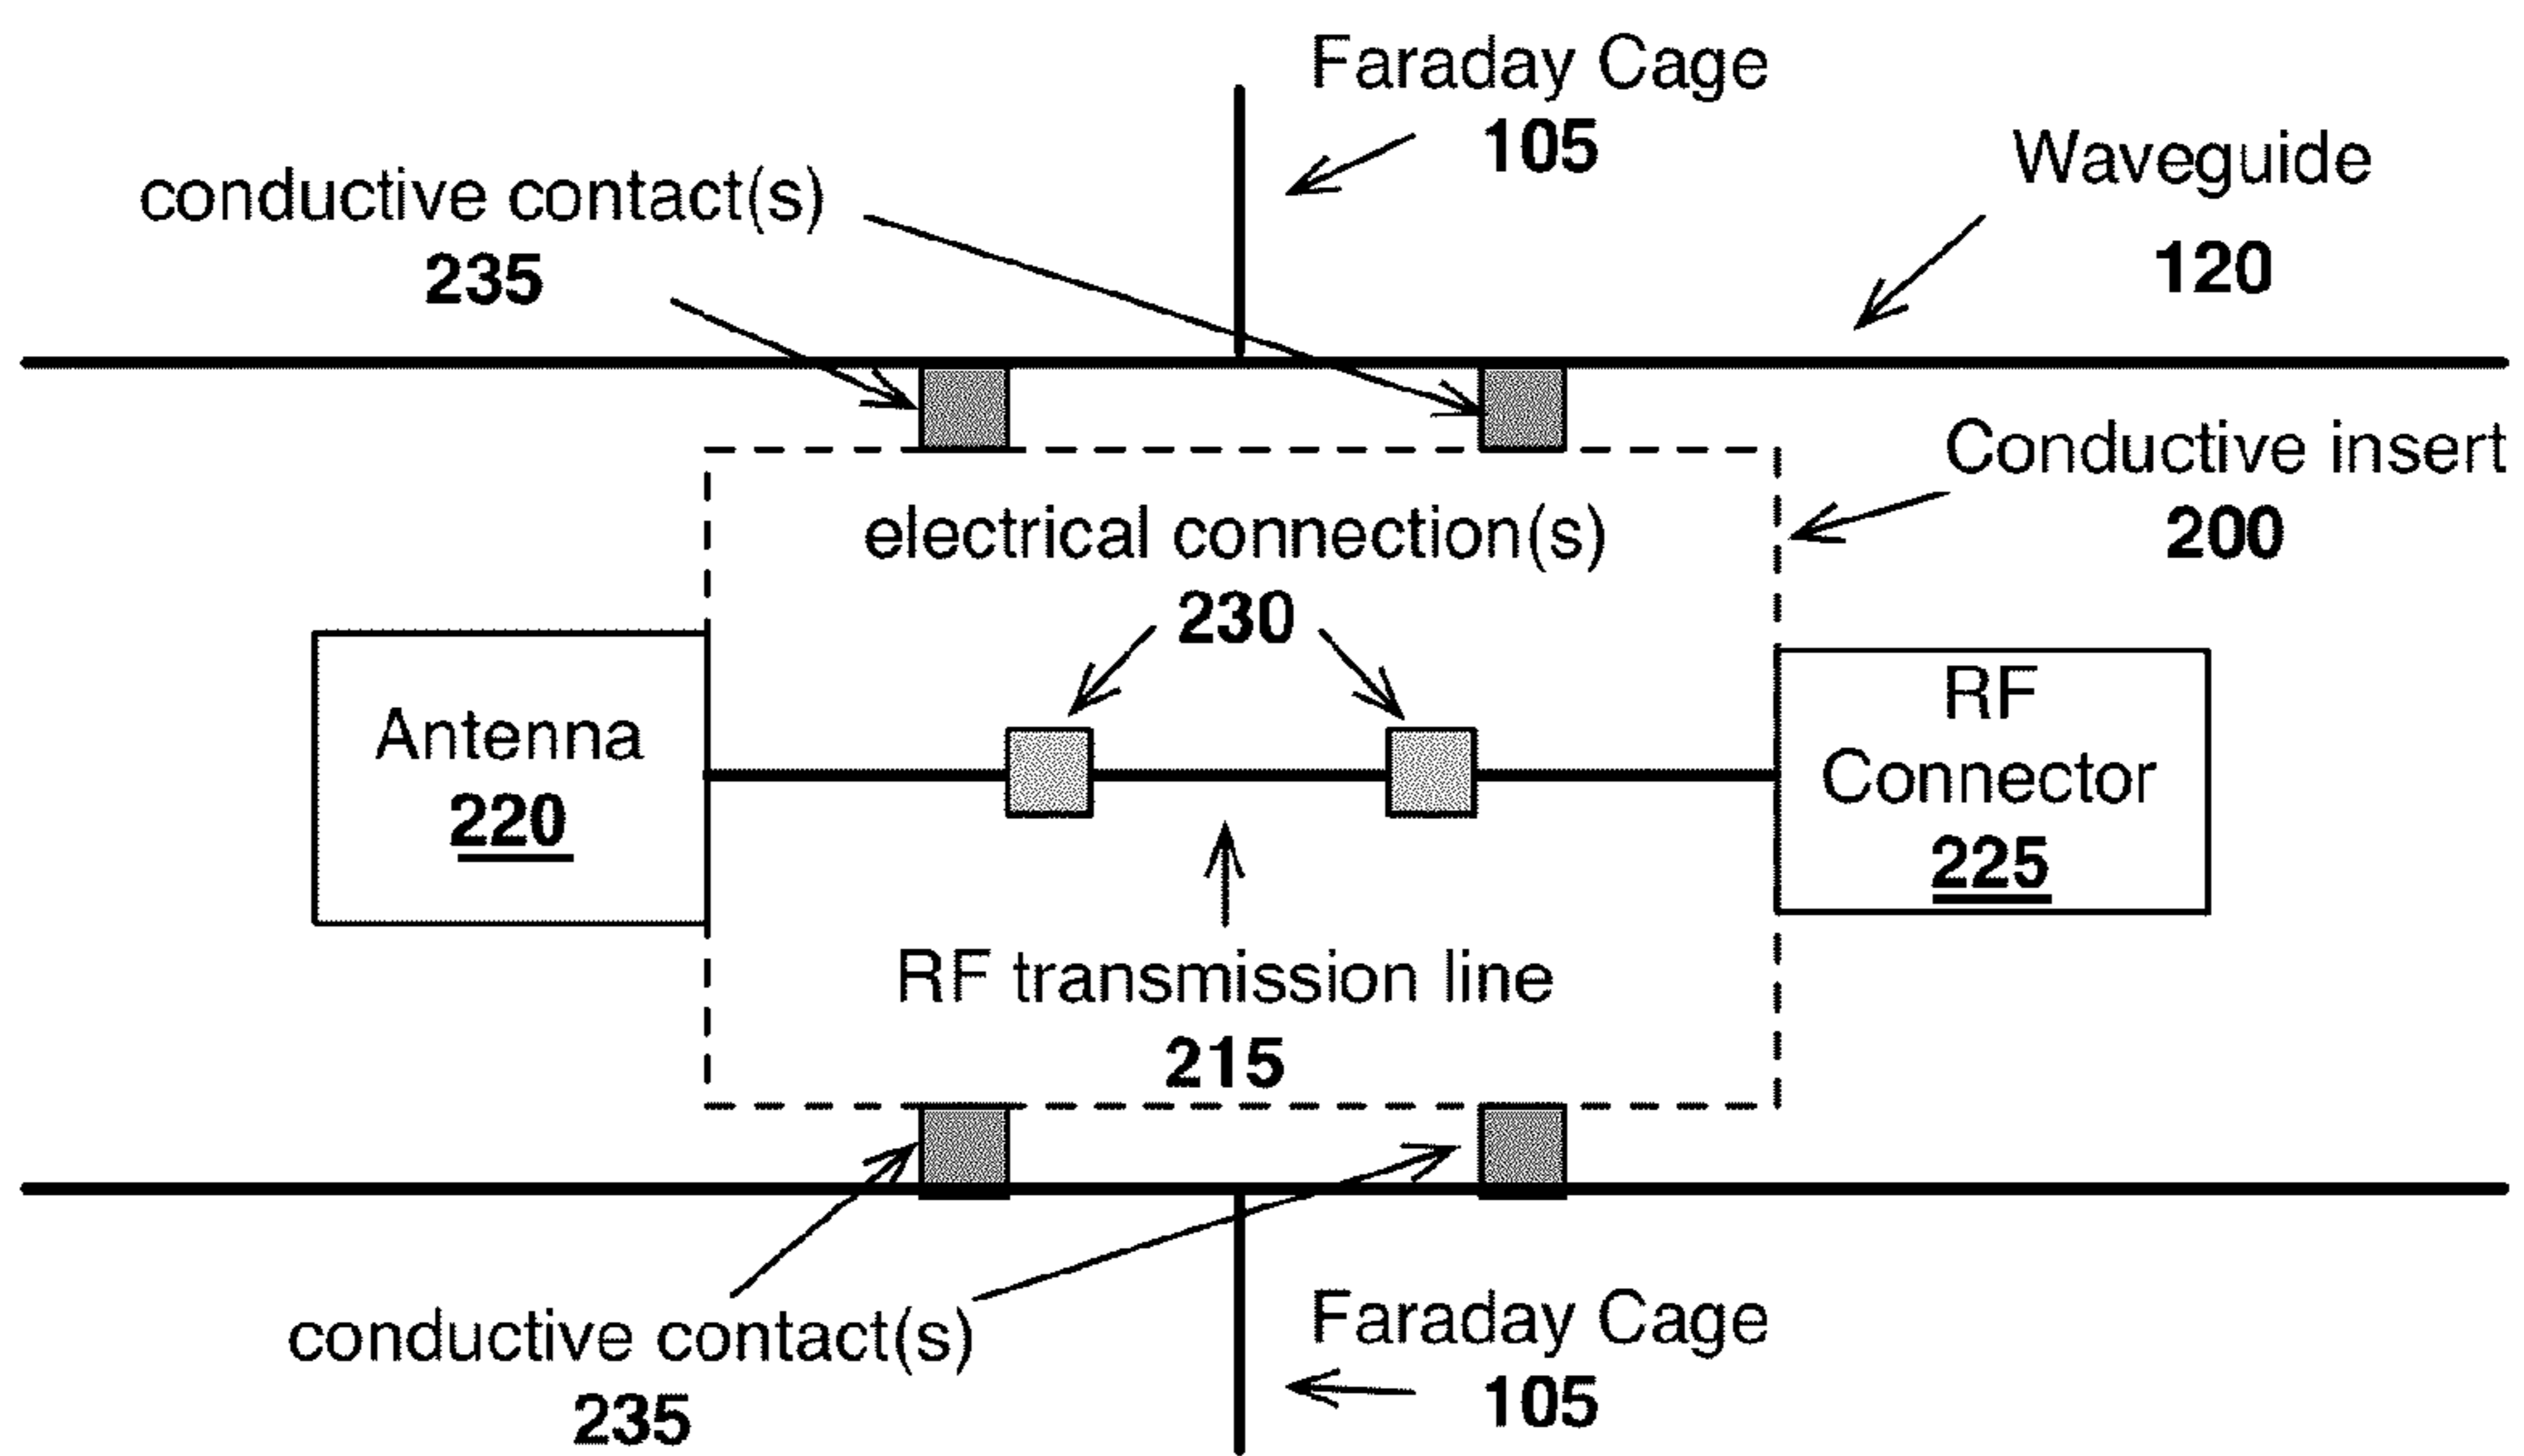 Faraday Cage
105
Waveguide
120
conductive contact(s)
235
Conductive insert
200
electrical connection(s)
230
Antenna
220
RF
Connector
225
RF transmission line
215
conductive contact(s)
235
Faraday Cage
105